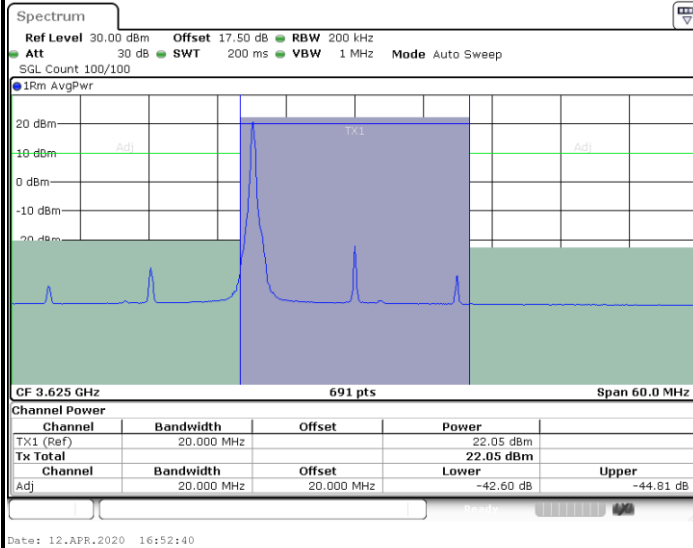 Spectrum
Ref Level 30.00 dBm Offset 17.50 dB RBW 200 kHz
Att 30 dB SWT 200 ms VBW 1 MHz Mode Auto Sweep
SGL Count 100/100
1Rm AvgPwr
20 dBm
TX1
Adj
Adj
10 dBm
0 dBm
-10 dBm
-20 dBm
CF 3.625 GHz 691 pts Span 60.0 MHz
Channel Power
Channel Bandwidth Offset Power
TX1 (Ref) 20.000 MHz 22.05 dBm
Tx Total 22.05 dBm
Channel Bandwidth Offset Lower Upper
Adj 20.000 MHz 20.000 MHz -42.60 dB -44.81 dB
Ready
Date: 12.APR.2020 16:52:40